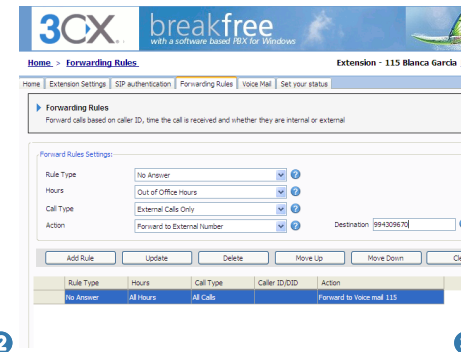 3CX
breakfree
with a software based PBX for Windows
Home > Forwarding Rules Extension - 115 Blanca Garcia
Home Extension Settings SIP authentication Forwarding Rules Voice Mail Set your status
Forwarding Rules
Forward calls based on caller ID, time the call is received and whether they are internal or external
Forward Rules Settings:
Rule Type No Answer
Hours Out of Office Hours
Call Type External Calls Only
Action Forward to External Number Destination 994309670
Add Rule Update Delete Move Up Move Down Cle
Rule Type Hours Call Type Caller ID/DID Action
No Answer All Hours All Calls Forward to Voice mail 115
2